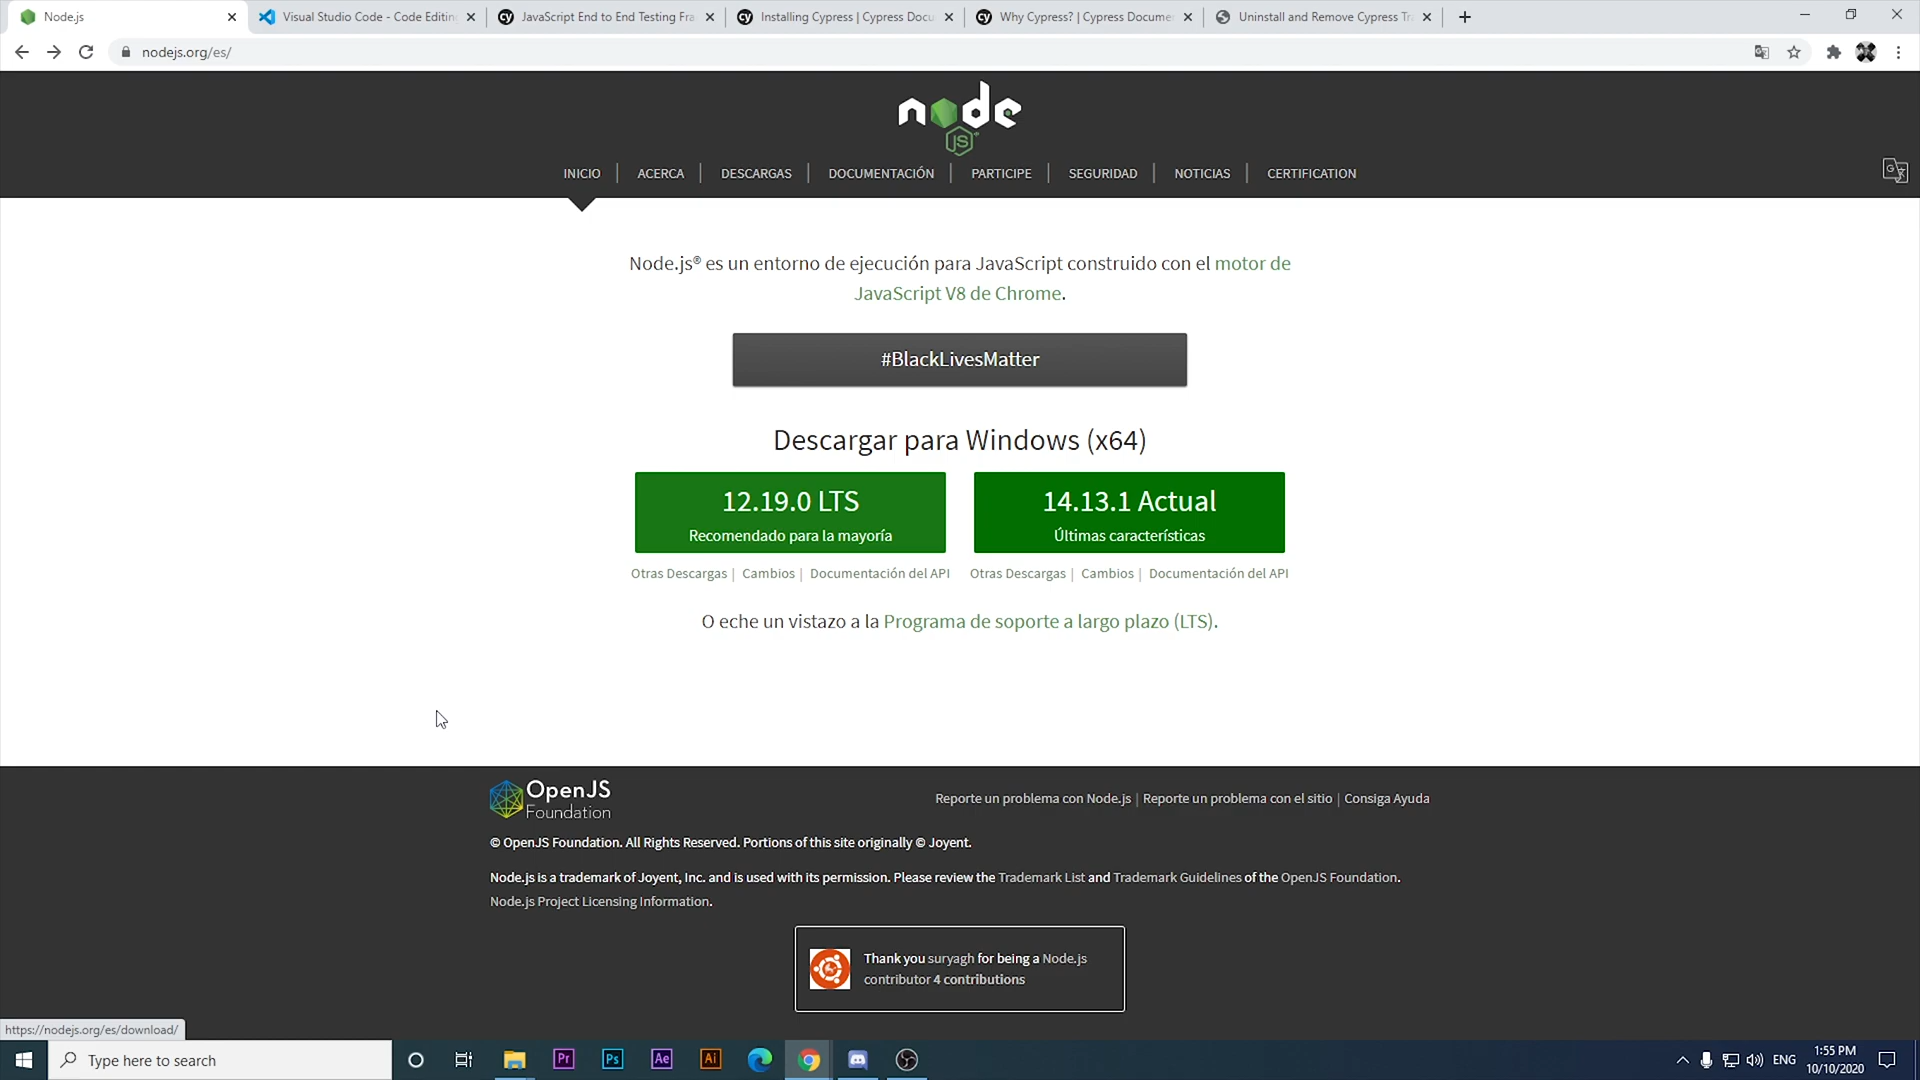 Node.js
Visual Studio Code - Code Editing
JavaScript End to End Testing Fra
Installing Cypress | Cypress Docu
Why Cypress? | Cypress Docume
Uninstall and Remove Cypress Tr
nodejs.org/es/
node
JS
INICIO
ACERCA
DESCARGAS
DOCUMENTACIÓN
PARTICIPE
SEGURIDAD
NOTICIAS
CERTIFICATION
Node.js® es un entorno de ejecución para JavaScript construido con el motor de
JavaScript V8 de Chrome.
#BlackLivesMatter
Descargar para Windows (x64)
12.19.0 LTS
Recomendado para la mayoría
14.13.1 Actual
Últimas características
Otras Descargas | Cambios | Documentación del API
Otras Descargas | Cambios | Documentación del API
O eche un vistazo a la Programa de soporte a largo plazo (LTS).
OpenJS
Foundation
Reporte un problema con Node.js | Reporte un problema con el sitio | Consiga Ayuda
© OpenJS Foundation. All Rights Reserved. Portions of this site originally © Joyent.
Node.js is a trademark of Joyent, Inc. and is used with its permission. Please review the Trademark List and Trademark Guidelines of the OpenJS Foundation.
Node.js Project Licensing Information.
Thank you suryagh for being a Node.js
contributor 4 contributions
https://nodejs.org/es/download/
Type here to search
Pr
Ps
Ae
Ai
ENG
1:55 PM
10/10/2020